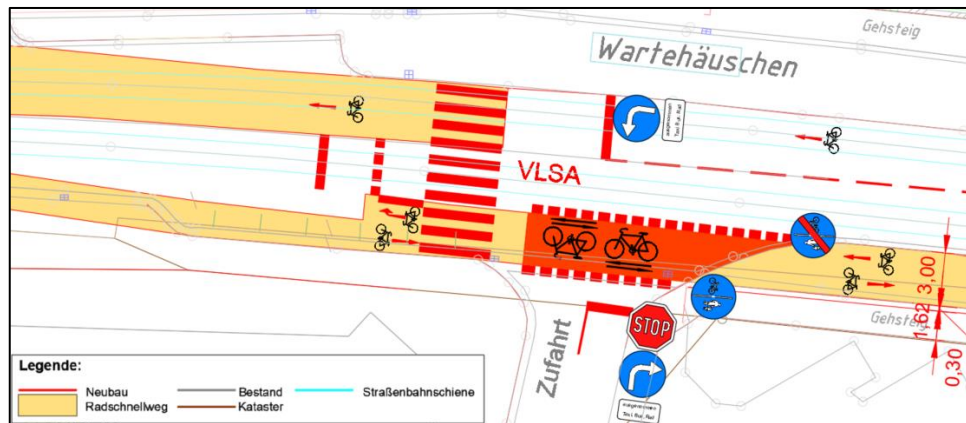 Gehsteig
Wartehäuschen
VLSA
STOP
Zufahrt
3,00
1,62
0,30
Gehsteig
Legende:
Neubau
Bestand
Straßenbahnschiene
Radschnellweg
Kataster